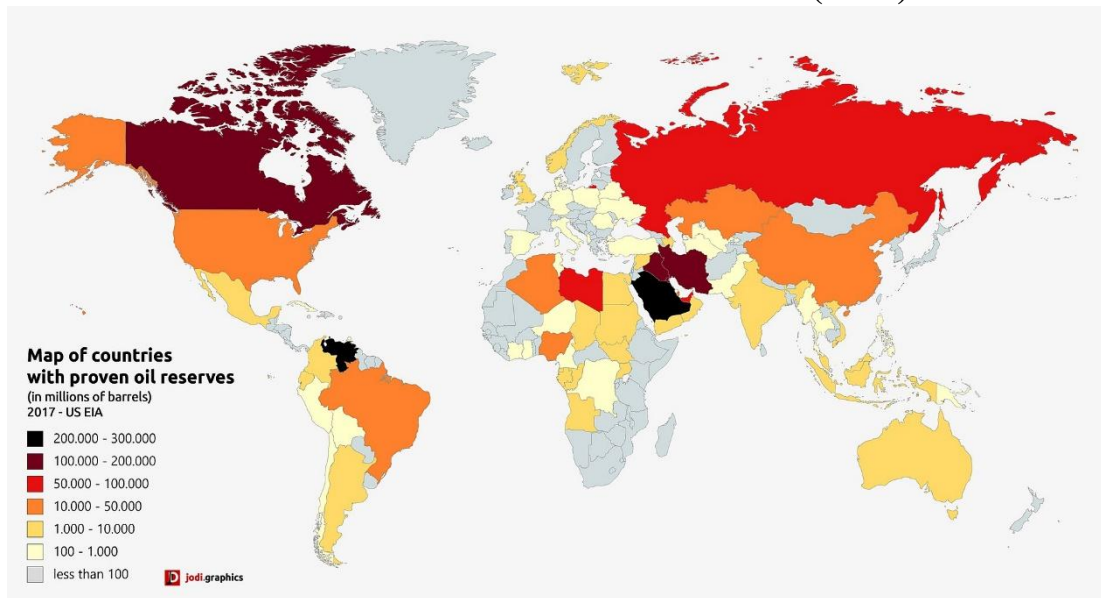 Map of countries
with proven oil reserves
(in millions of barrels)
2017 - US EIA
200.000 - 300.000
100.000 - 200.000
50.000 - 100.000
10.000 - 50.000
1.000 - 10.000
100 - 1.000
less than 100
jodi.graphics